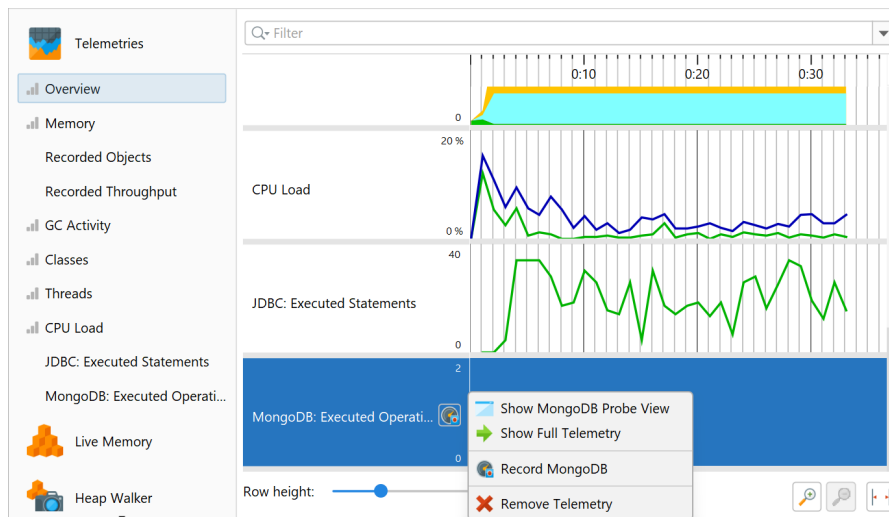 Telemetries
Overview
Memory
Recorded Objects
Recorded Throughput
GC Activity
Classes
Threads
CPU Load
JDBC: Executed Statements
MongoDB: Executed Operati...
Live Memory
Heap Walker
Filter
0:10 0:20 0:30
0
20 %
CPU Load
0 %
40
JDBC: Executed Statements
0
2
MongoDB: Executed Operati...
0
Show MongoDB Probe View
Show Full Telemetry
Record MongoDB
Remove Telemetry
Row height: